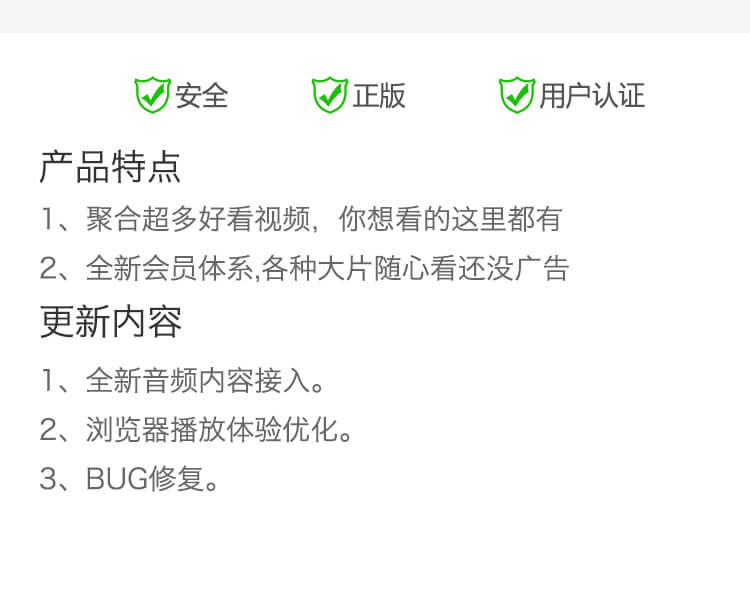 安全 正版 用户认证
产品特点
1、聚合超多好看视频，你想看的这里都有
2、全新会员体系,各种大片随心看还没广告
更新内容
1、全新音频内容接入。
2、浏览器播放体验优化。
3、BUG修复。